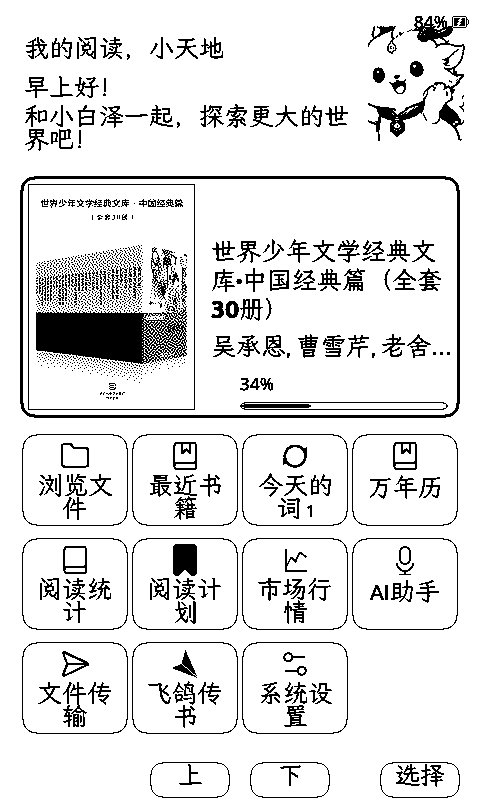 84%
我的阅读，小天地
早上好！
和小白泽一起，探索更大的世
界吧！
世界少年文学经典文库·中国经典篇
（全套30册）
世界少年文学经典文
库·中国经典篇（全套
30册）
吴承恩,曹雪芹,老舍...
34%
浏览文
件
最近书
籍
今天的
词1
万年历
阅读统
计
阅读计
划
市场行
情
AI助手
文件传
输
飞鸽传
书
系统设
置
上
下
选择